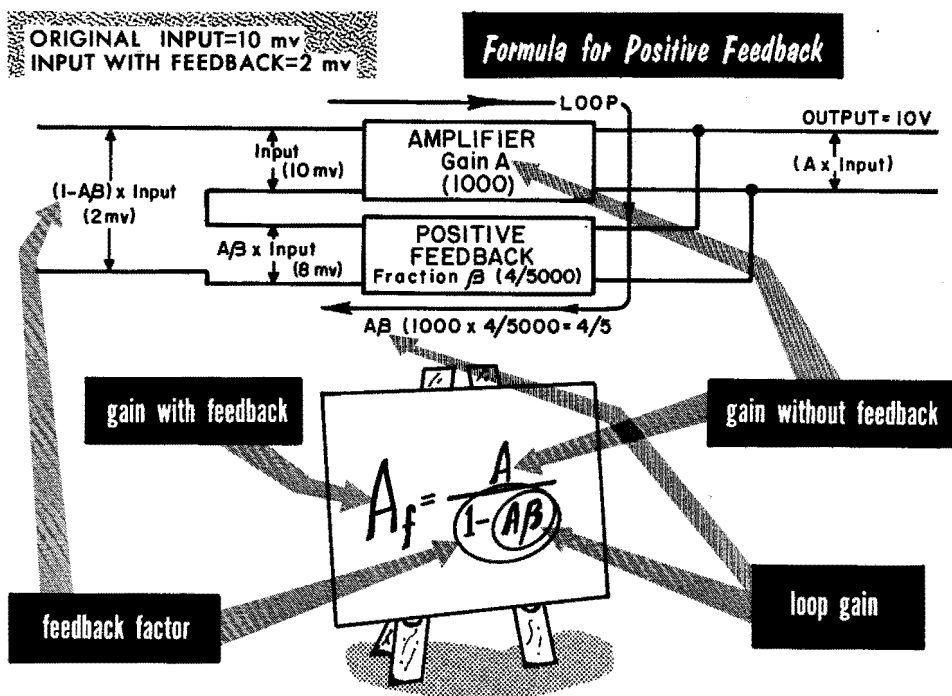 ORIGINAL INPUT=10 mv
INPUT WITH FEEDBACK=2 mv
Formula for Positive Feedback
LOOP
OUTPUT = 10V
AMPLIFIER
Gain A
(1000)
Input
(10 mv)
(A x Input)
(1-Aβ) x Input
(2mv)
POSITIVE
FEEDBACK
Fraction β (4/5000)
Aβ x Input
(8 mv)
Aβ (1000 x 4/5000 = 4/5
gain with feedback
gain without feedback
A
Af =
1-Aβ
feedback factor
loop gain